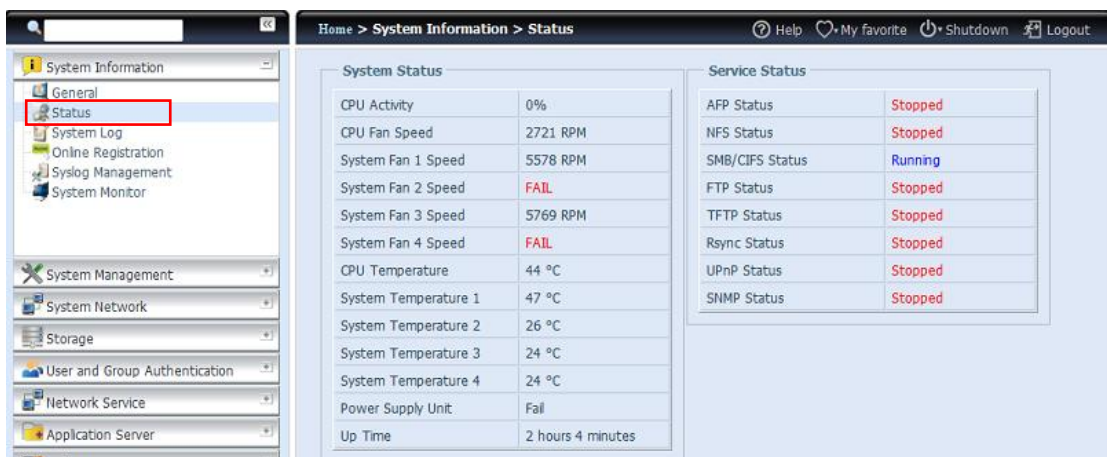 Home > System Information > Status
Help My favorite Shutdown Logout
System Information
General
Status
System Log
Online Registration
Syslog Management
System Monitor
System Management
System Network
Storage
User and Group Authentication
Network Service
Application Server
System Status
CPU Activity 0%
CPU Fan Speed 2721 RPM
System Fan 1 Speed 5578 RPM
System Fan 2 Speed FAIL
System Fan 3 Speed 5769 RPM
System Fan 4 Speed FAIL
CPU Temperature 44 °C
System Temperature 1 47 °C
System Temperature 2 26 °C
System Temperature 3 24 °C
System Temperature 4 24 °C
Power Supply Unit Fail
Up Time 2 hours 4 minutes
Service Status
AFP Status Stopped
NFS Status Stopped
SMB/CIFS Status Running
FTP Status Stopped
TFTP Status Stopped
Rsync Status Stopped
UPnP Status Stopped
SNMP Status Stopped